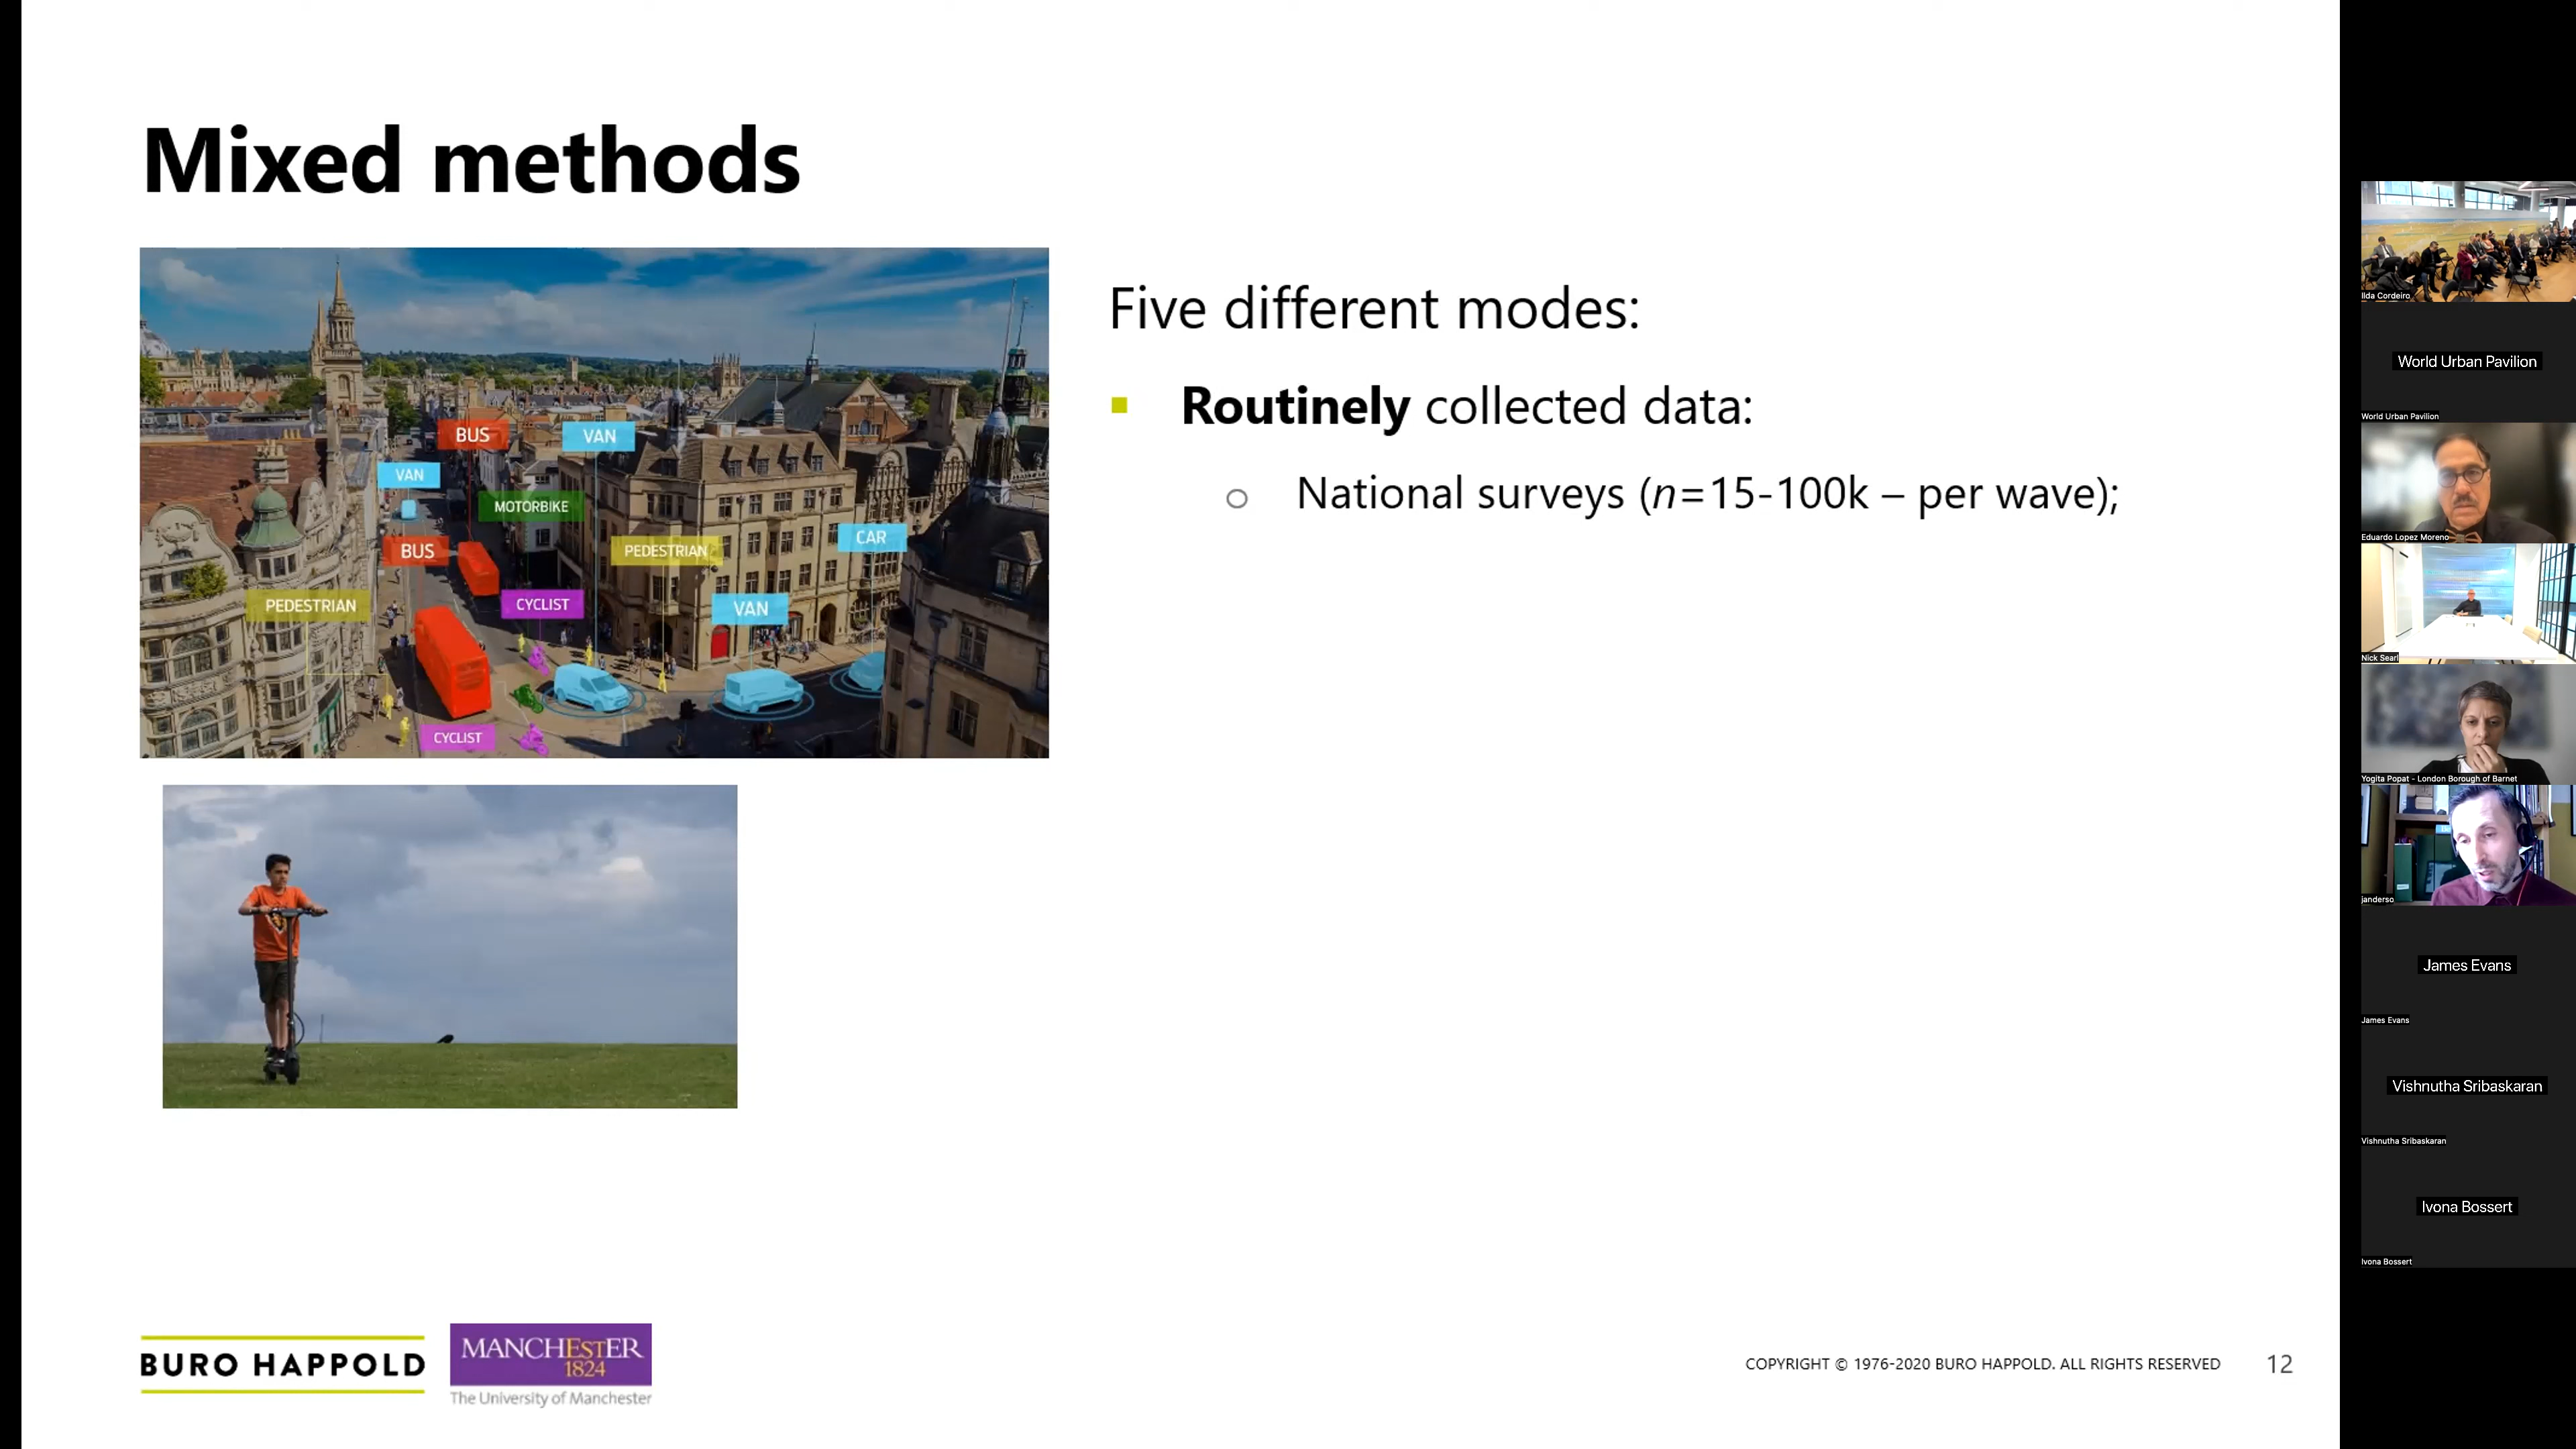 Mixed methods
BUS
VAN
VAN
MOTORBIKE
BUS
PEDESTRIAN
CAR
PEDESTRIAN
CYCLIST
VAN
CYCLIST
Five different modes:
Routinely collected data:
National surveys (n=15-100k – per wave);
BURO HAPPOLD
MANCHESTER
1824
The University of Manchester
COPYRIGHT © 1976-2020 BURO HAPPOLD. ALL RIGHTS RESERVED
12
Ilda Cordeiro
World Urban Pavilion
World Urban Pavilion
Eduardo Lopez Moreno
Nick Searl
Yogita Popat - London Borough of Barnet
janderso
James Evans
James Evans
Vishnutha Sribaskaran
Vishnutha Sribaskaran
Ivona Bossert
Ivona Bossert